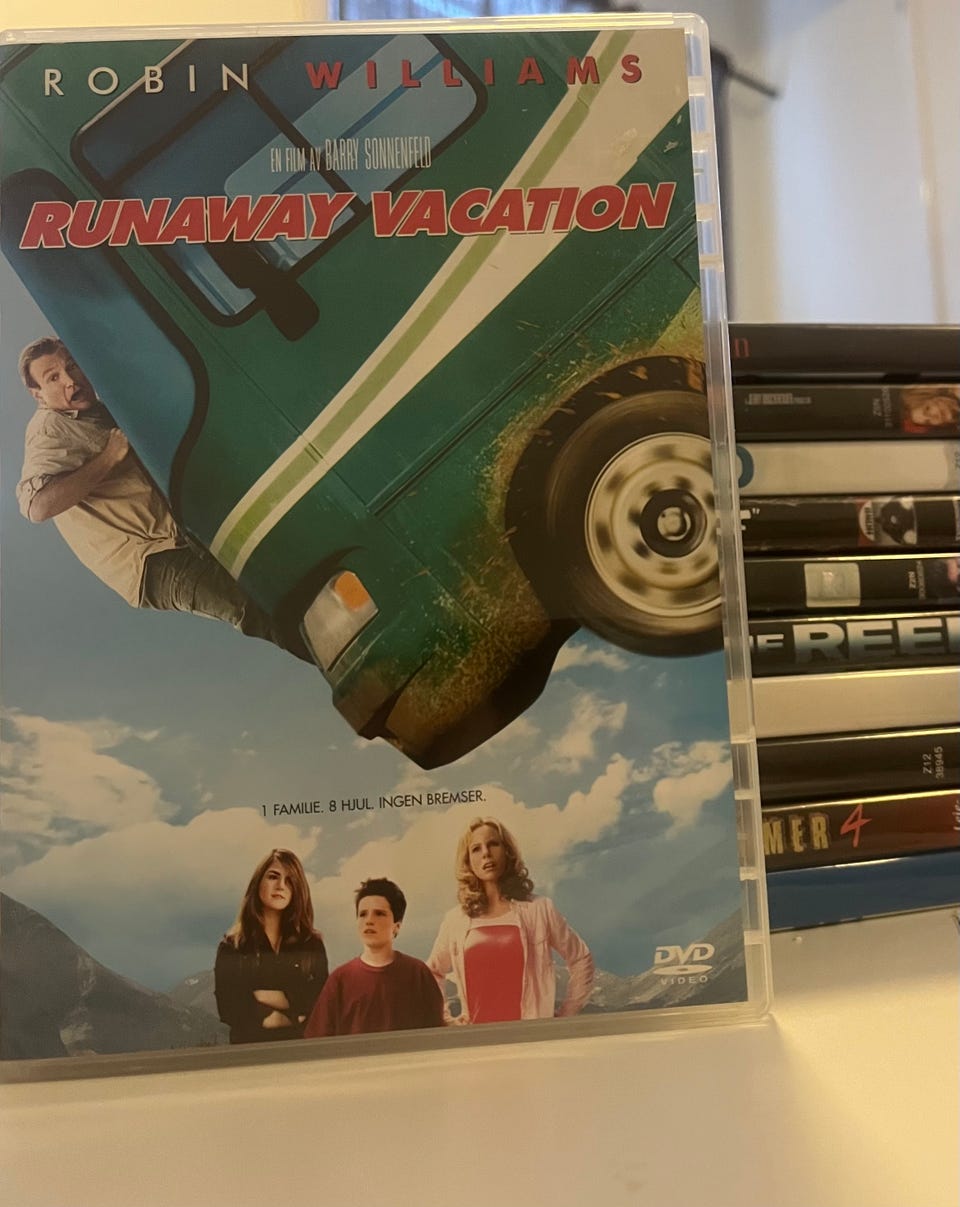 ROBIN WILLIAMS
EN FILM AV BARRY SONNENFELD
RUNAWAY VACATION
1 FAMILIE. 8 HJUL. INGEN BREMSER.
DVD
VIDEO
REE
Z12
38945
MER 4